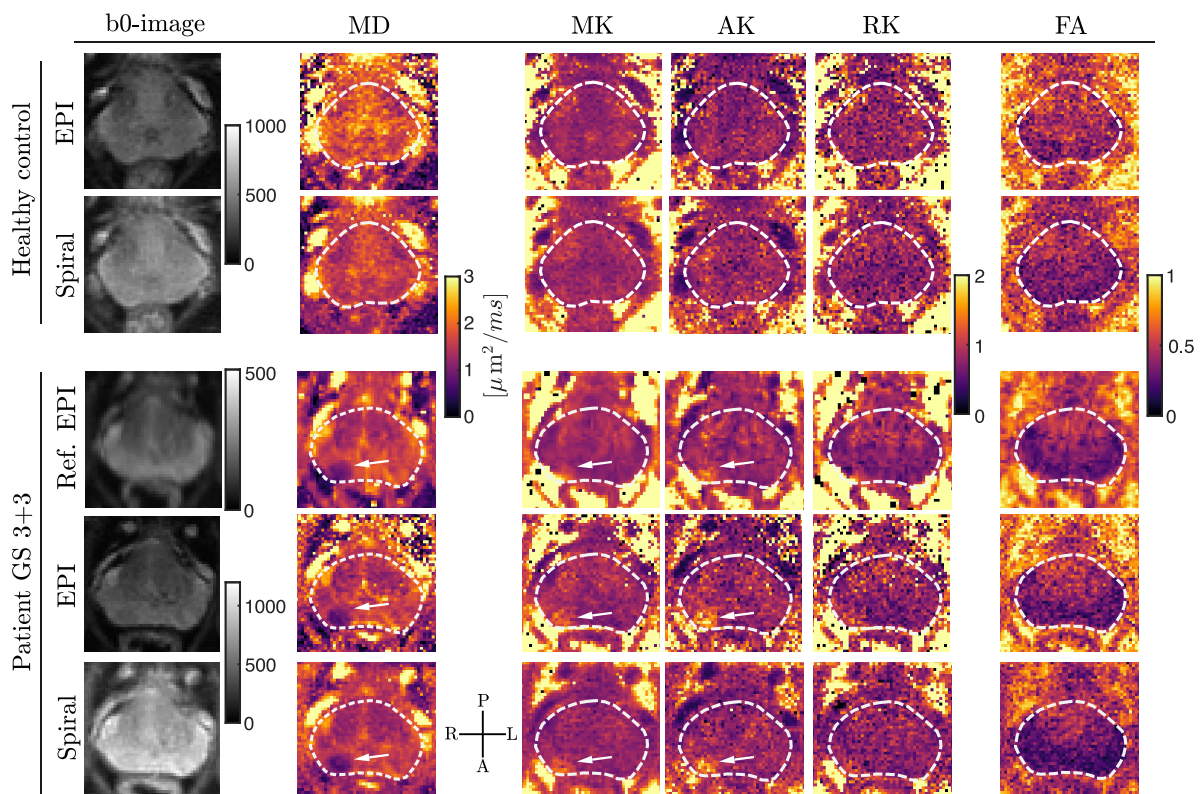 b0-image MD MK AK RK FA
Healthy control
EPI
1000
500
0
Spiral
3
2
1
0
[μ m²/ms]
2
1
0
1
0.5
0
Patient GS 3+3
Ref. EPI
500
0
EPI
1000
500
0
Spiral
P
R L
A